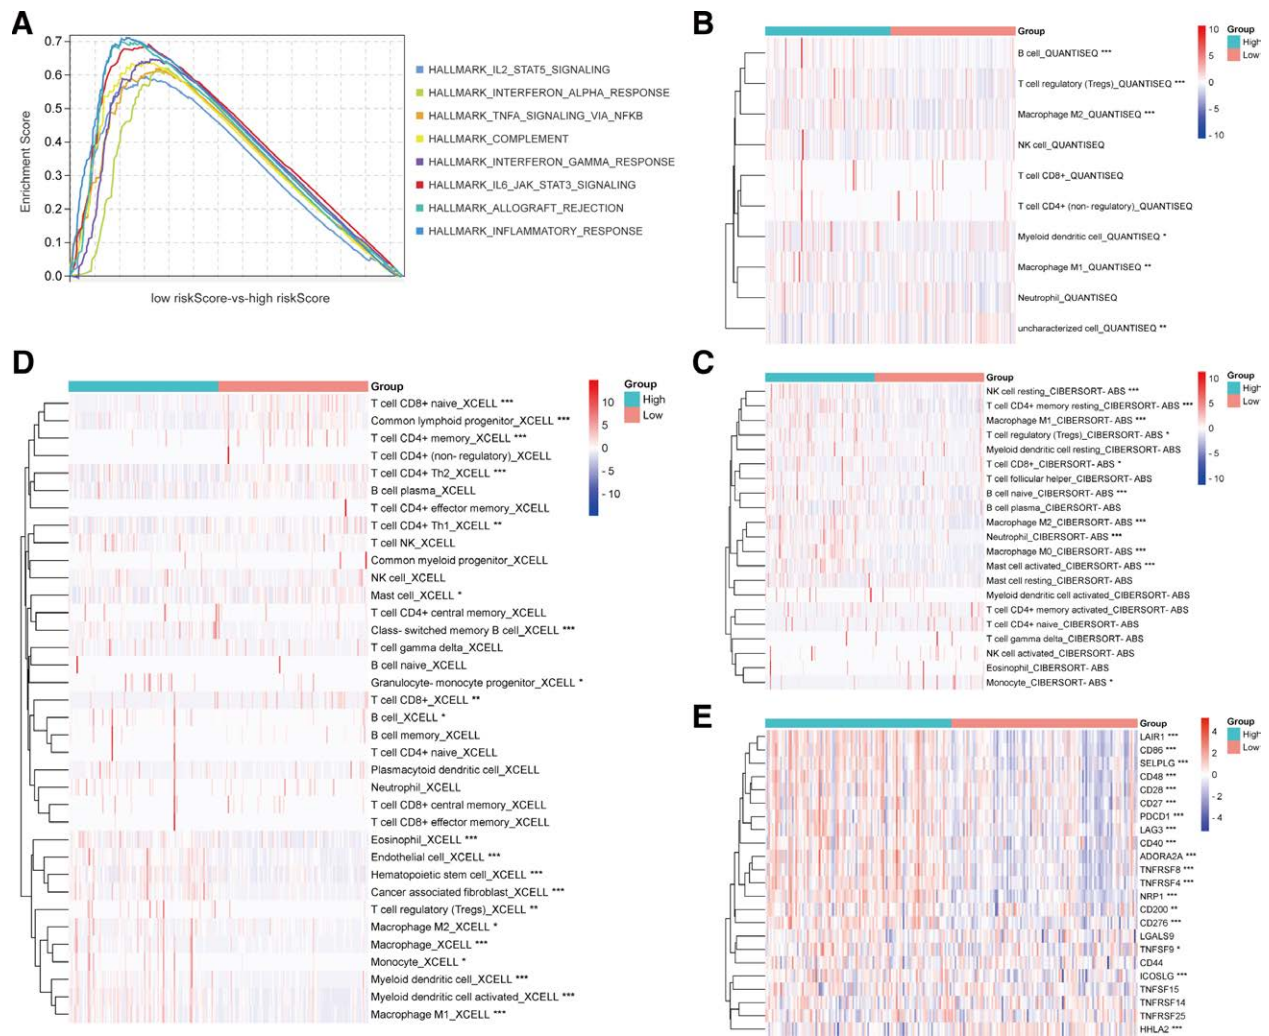 A
0.7
0.6
0.5
0.4
0.3
0.2
0.1
0.0
Enrichment Score
low riskScore-vs-high riskScore
HALLMARK_IL2_STAT5_SIGNALING
HALLMARK_INTERFERON_ALPHA_RESPONSE
HALLMARK_TNFA_SIGNALING_VIA_NFKB
HALLMARK_COMPLEMENT
HALLMARK_INTERFERON_GAMMA_RESPONSE
HALLMARK_IL6_JAK_STAT3_SIGNALING
HALLMARK_ALLOGRAFT_REJECTION
HALLMARK_INFLAMMATORY_RESPONSE
B
Group
B cell_QUANTISEQ ***
T cell regulatory (Tregs)_QUANTISEQ ***
Macrophage M2_QUANTISEQ ***
NK cell_QUANTISEQ
T cell CD8+_QUANTISEQ
T cell CD4+ (non- regulatory)_QUANTISEQ
Myeloid dendritic cell_QUANTISEQ *
Macrophage M1_QUANTISEQ **
Neutrophil_QUANTISEQ
uncharacterized cell_QUANTISEQ **
10
5
0
- 5
- 10
Group
High
Low
D
Group
T cell CD8+ naive_XCELL ***
Common lymphoid progenitor_XCELL ***
T cell CD4+ memory_XCELL ***
T cell CD4+ (non- regulatory)_XCELL
T cell CD4+ Th2_XCELL ***
B cell plasma_XCELL
T cell CD4+ effector memory_XCELL
T cell CD4+ Th1_XCELL **
T cell NK_XCELL
Common myeloid progenitor_XCELL
NK cell_XCELL
Mast cell_XCELL *
T cell CD4+ central memory_XCELL
Class- switched memory B cell_XCELL ***
T cell gamma delta_XCELL
B cell naive_XCELL
Granulocyte- monocyte progenitor_XCELL *
T cell CD8+_XCELL **
B cell_XCELL *
B cell memory_XCELL
T cell CD4+ naive_XCELL
Plasmacytoid dendritic cell_XCELL
Neutrophil_XCELL
T cell CD8+ central memory_XCELL
T cell CD8+ effector memory_XCELL
Eosinophil_XCELL ***
Endothelial cell_XCELL ***
Hematopoietic stem cell_XCELL ***
Cancer associated fibroblast_XCELL ***
T cell regulatory (Tregs)_XCELL **
Macrophage M2_XCELL *
Macrophage_XCELL ***
Monocyte_XCELL *
Myeloid dendritic cell_XCELL ***
Myeloid dendritic cell activated_XCELL ***
Macrophage M1_XCELL ***
10
5
0
- 5
- 10
Group
High
Low
C
Group
NK cell resting_CIBERSORT- ABS ***
T cell CD4+ memory resting_CIBERSORT- ABS ***
Macrophage M1_CIBERSORT- ABS ***
T cell regulatory (Tregs)_CIBERSORT- ABS *
Myeloid dendritic cell resting_CIBERSORT- ABS
T cell CD8+_CIBERSORT- ABS *
T cell follicular helper_CIBERSORT- ABS
B cell naive_CIBERSORT- ABS ***
B cell plasma_CIBERSORT- ABS
Macrophage M2_CIBERSORT- ABS ***
Neutrophil_CIBERSORT- ABS ***
Macrophage M0_CIBERSORT- ABS ***
Mast cell activated_CIBERSORT- ABS ***
Mast cell resting_CIBERSORT- ABS
Myeloid dendritic cell activated_CIBERSORT- ABS
T cell CD4+ memory activated_CIBERSORT- ABS
T cell CD4+ naive_CIBERSORT- ABS
T cell gamma delta_CIBERSORT- ABS
NK cell activated_CIBERSORT- ABS
Eosinophil_CIBERSORT- ABS
Monocyte_CIBERSORT- ABS *
10
5
0
- 5
- 10
Group
High
Low
E
Group
LAIR1 ***
CD86 ***
SELPLG ***
CD48 ***
CD28 ***
CD27 ***
PDCD1 ***
LAG3 ***
CD40 ***
ADORA2A ***
TNFRSF8 ***
TNFRSF4 ***
NRP1 ***
CD200 **
CD276 ***
LGALS9
TNFSF9 *
CD44
ICOSLG ***
TNFSF15
TNFRSF14
TNFRSF25
HHLA2 ***
4
2
0
- 2
- 4
Group
High
Low